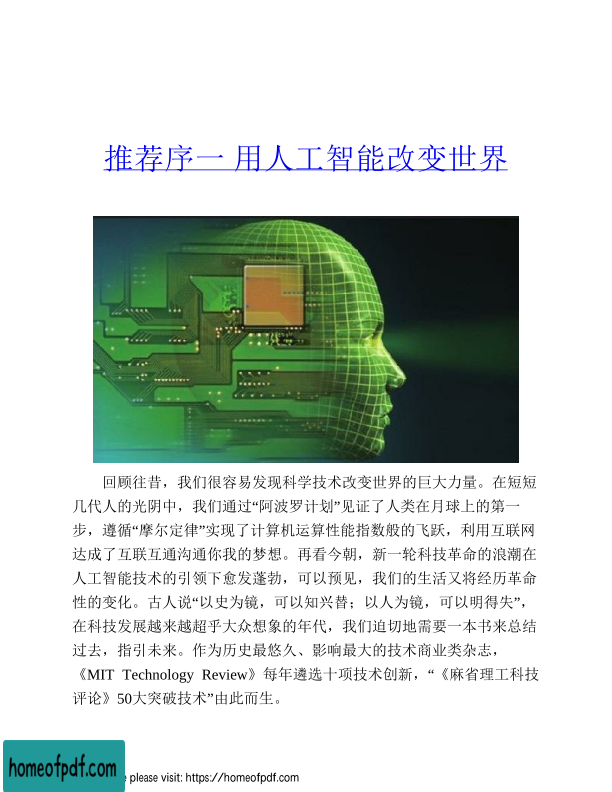 推荐序一 用人工智能改变世界
回顾往昔，我们很容易发现科学技术改变世界的巨大力量。在短短
几代人的光阴中，我们通过“阿波罗计划”见证了人类在月球上的第一
步，遵循“摩尔定律”实现了计算机运算性能指数般的飞跃，利用互联网
达成了互联互通沟通你我的梦想。再看今朝，新一轮科技革命的浪潮在
人工智能技术的引领下愈发蓬勃，可以预见，我们的生活又将经历革命
性的变化。古人说“以史为镜，可以知兴替；以人为镜，可以明得失”，
在科技发展越来越超乎大众想象的年代，我们迫切地需要一本书来总结
过去，指引未来。作为历史最悠久、影响最大的技术商业类杂志，
《MIT Technology Review》每年遴选十项技术创新，“《麻省理工科技
评论》50大突破技术”由此而生。
homeofpdf.com
e please visit: https://homeofpdf.com